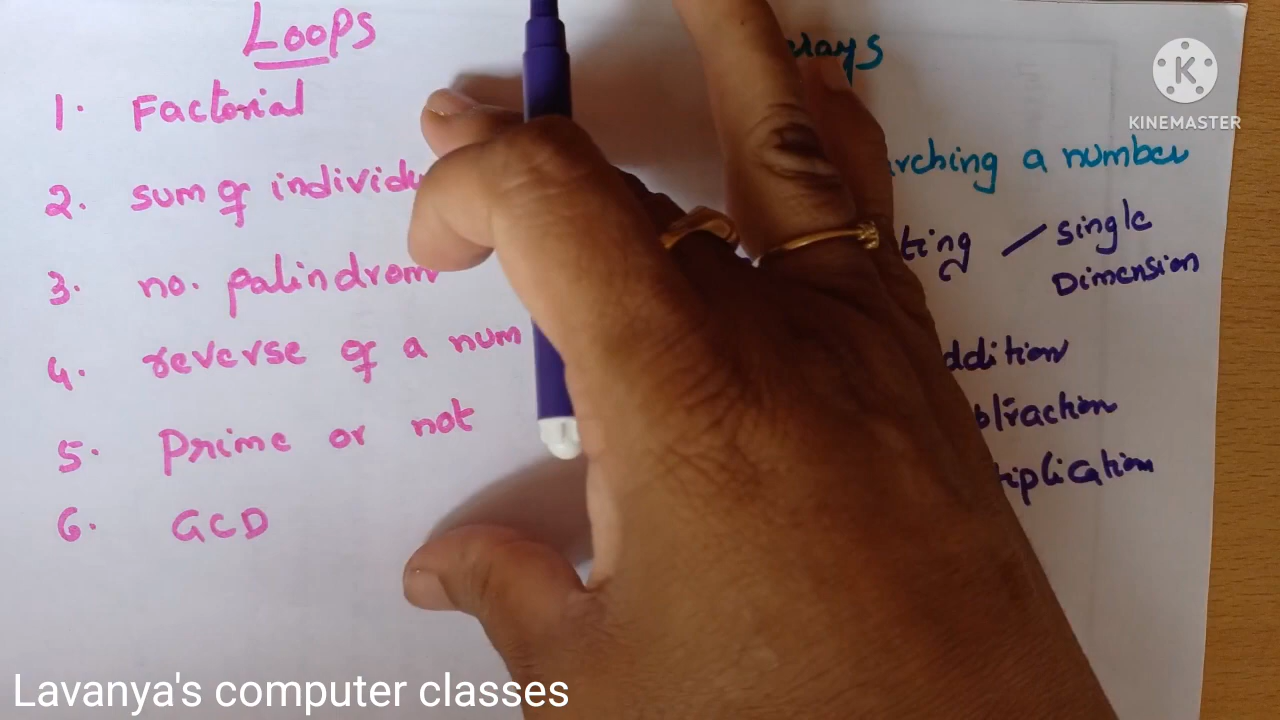 Loops
1. Factorial
2. sum of individu
3. no. palindrom
4. reverse of a num
5. Prime or not
6. GCD
rays
rching a number
ting / single
Dimension
ddition
btraction
tiplication
KINEMASTER
Lavanya's computer classes